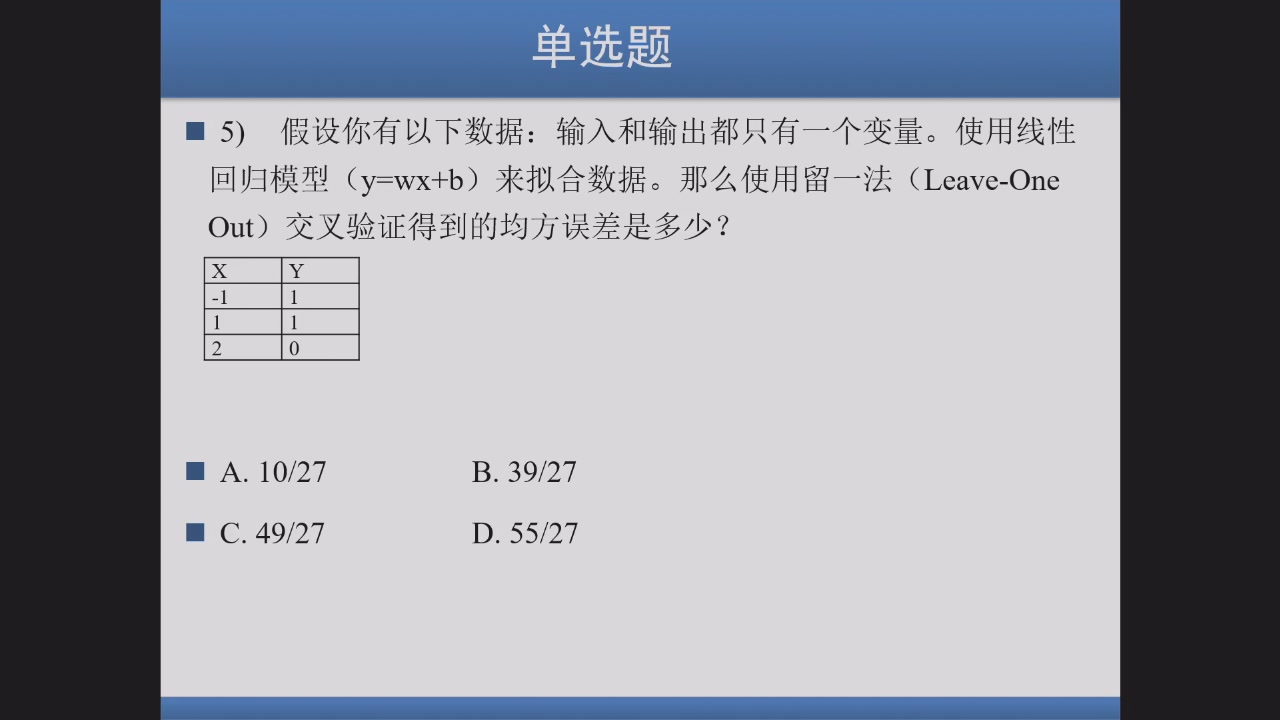 单选题
5) 假设你有以下数据：输入和输出都只有一个变量。使用线性
回归模型（y=wx+b）来拟合数据。那么使用留一法（Leave-One
Out）交叉验证得到的均方误差是多少？
X Y
-1 1
1 1
2 0
A. 10/27 B. 39/27
C. 49/27 D. 55/27